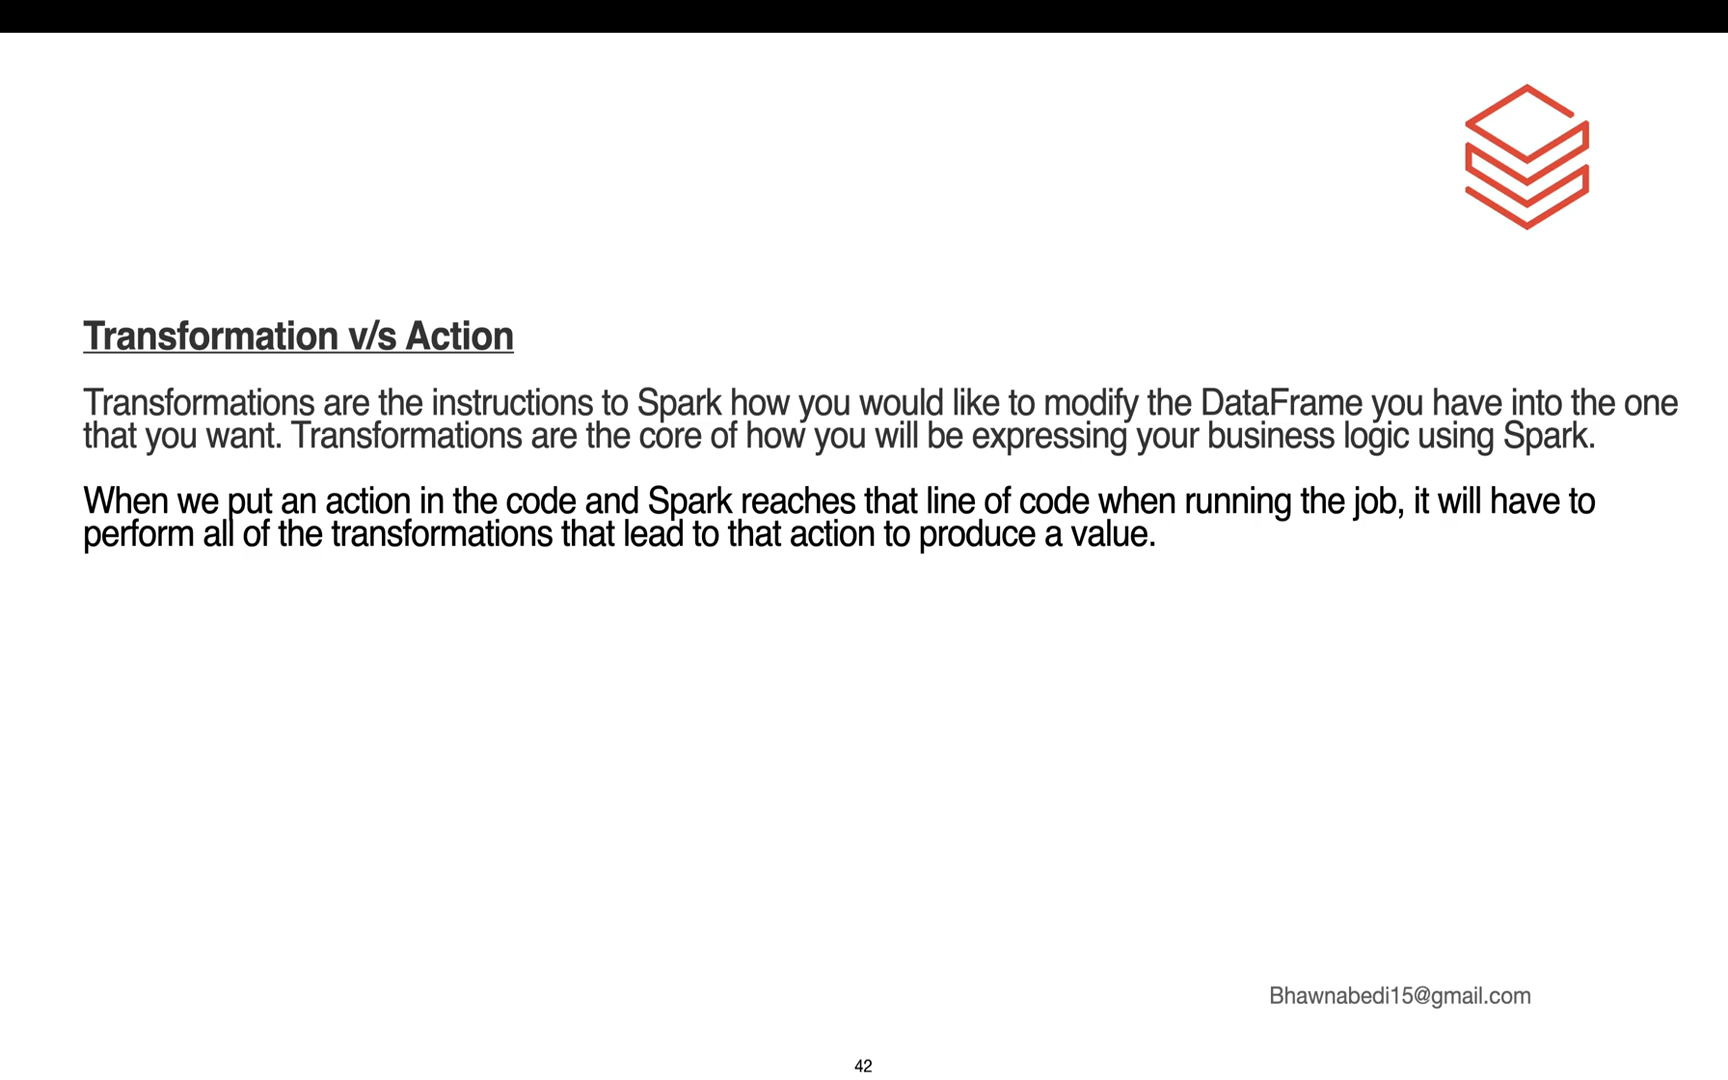 Transformation v/s Action
Transformations are the instructions to Spark how you would like to modify the DataFrame you have into the one
that you want. Transformations are the core of how you will be expressing your business logic using Spark.
When we put an action in the code and Spark reaches that line of code when running the job, it will have to
perform all of the transformations that lead to that action to produce a value.
Bhawnabedi15@gmail.com
42